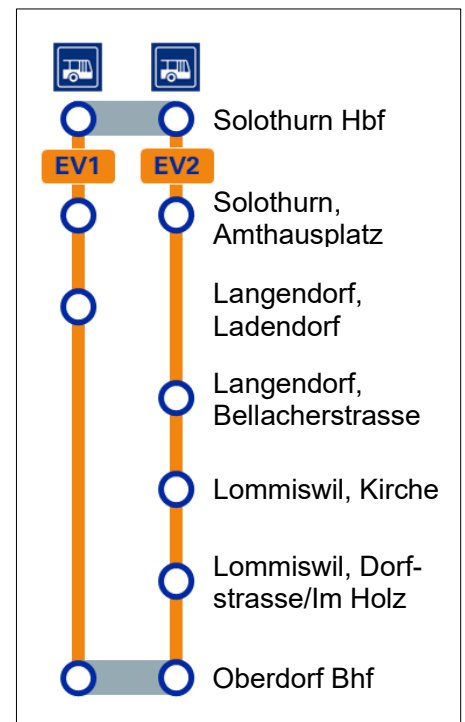 Solothurn Hbf
EV1 EV2
Solothurn,
Amthausplatz
Langendorf,
Ladendorf
Langendorf,
Bellacherstrasse
Lommiswil, Kirche
Lommiswil, Dorf-
strasse/Im Holz
Oberdorf Bhf